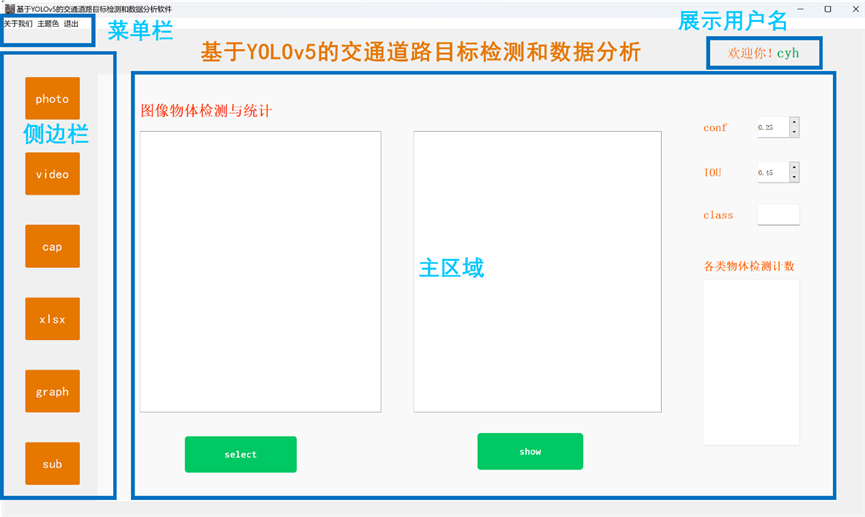 基于YOLOv5的交通道路目标检测和数据分析软件
关于我们 主题色 退出
菜单栏
展示用户名
基于YOLOv5的交通道路目标检测和数据分析
欢迎你!cyh
photo
侧边栏
video
cap
xlsx
graph
sub
图像物体检测与统计
主区域
select
show
conf 0.25
IOU 0.45
class
各类物体检测计数